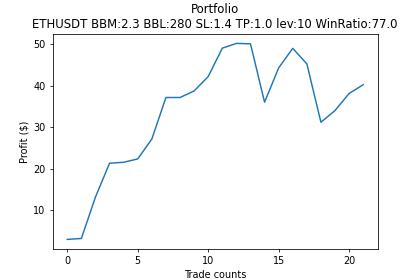 Portfolio
ETHUSDT BBM:2.3 BBL:280 SL:1.4 TP:1.0 lev:10 WinRatio:77.0
50
40
30
20
10
Profit ($)
0 5 10 15 20
Trade counts